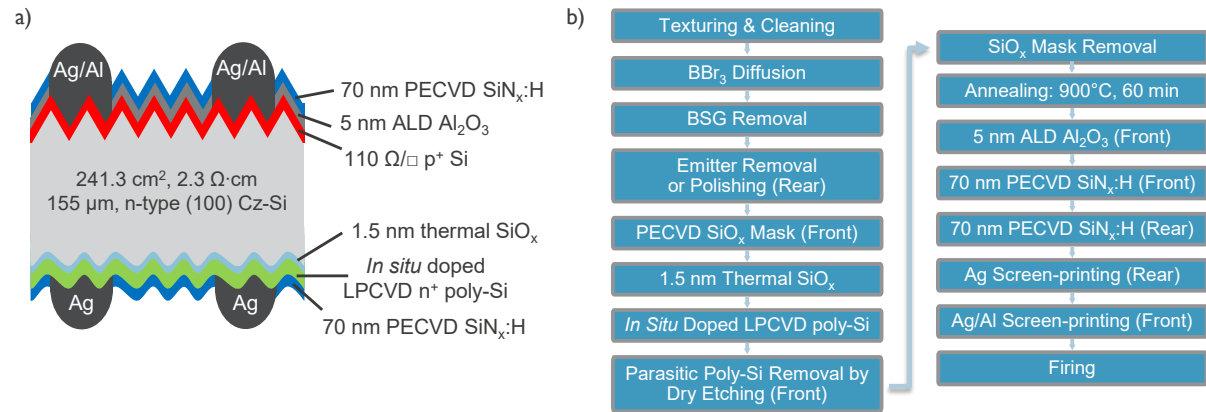 a)
Ag/Al
Ag/Al
70 nm PECVD SiNₓ:H
5 nm ALD Al₂O₃
110 Ω/□ p⁺ Si
241.3 cm², 2.3 Ω·cm
155 µm, n-type (100) Cz-Si
1.5 nm thermal SiOₓ
In situ doped
LPCVD n⁺ poly-Si
70 nm PECVD SiNₓ:H
Ag
Ag
b)
Texturing & Cleaning
BBr₃ Diffusion
BSG Removal
Emitter Removal
or Polishing (Rear)
PECVD SiOₓ Mask (Front)
1.5 nm Thermal SiOₓ
In Situ Doped LPCVD poly-Si
Parasitic Poly-Si Removal by
Dry Etching (Front)
SiOₓ Mask Removal
Annealing: 900°C, 60 min
5 nm ALD Al₂O₃ (Front)
70 nm PECVD SiNₓ:H (Front)
70 nm PECVD SiNₓ:H (Rear)
Ag Screen-printing (Rear)
Ag/Al Screen-printing (Front)
Firing